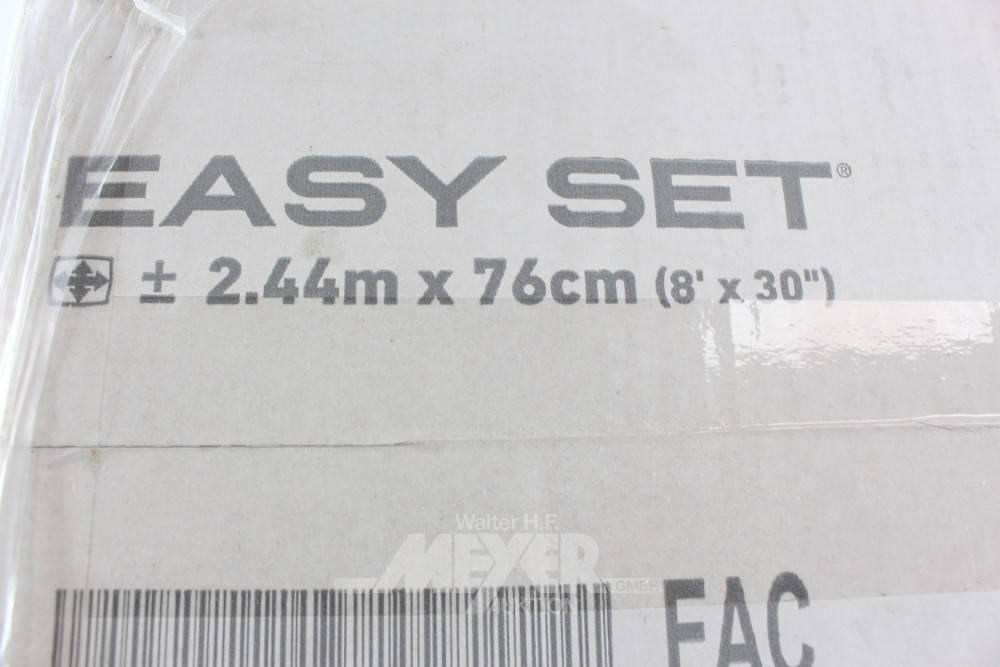 EASY SET®
± 2.44m x 76cm (8' x 30")
Walter H.F.
MEYER
GMBH
AUKTION
EAC